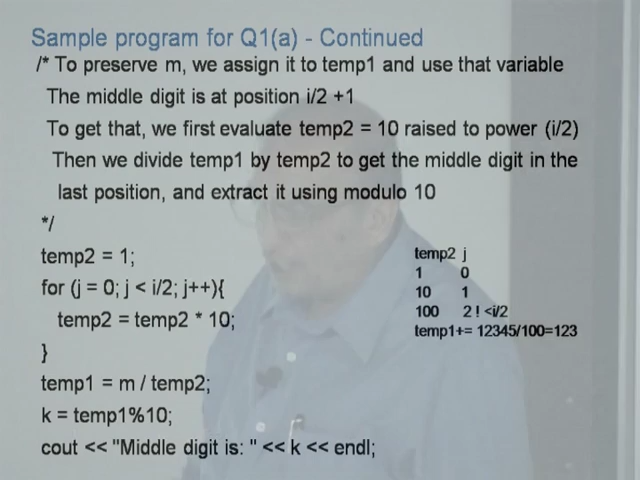 Sample program for Q1(a) - Continued
/* To preserve m, we assign it to temp1 and use that variable
The middle digit is at position i/2 +1
To get that, we first evaluate temp2 = 10 raised to power (i/2)
Then we divide temp1 by temp2 to get the middle digit in the
last position, and extract it using modulo 10
*/
temp2 = 1;
for (j = 0; j < i/2; j++){
temp2 = temp2 * 10;
}
temp1 = m / temp2;
k = temp1%10;
cout << "Middle digit is: " << k << endl;
temp2 j
1 0
10 1
100 2 ! <i/2
temp1+= 12345/100=123